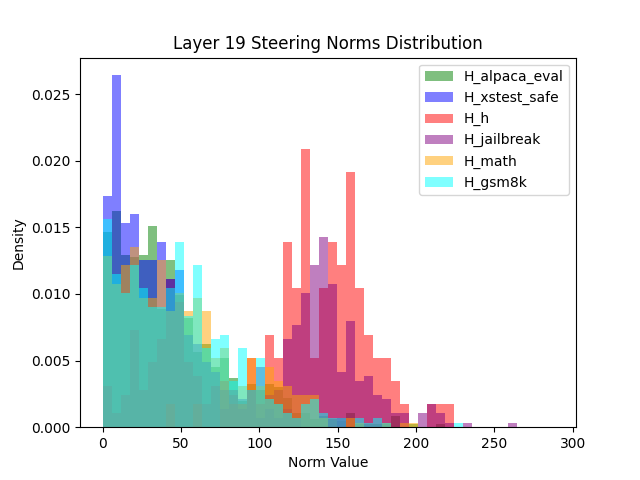 Layer 19 Steering Norms Distribution
H_alpaca_eval
H_xstest_safe
H_h
H_jailbreak
H_math
H_gsm8k
Density
0.025
0.020
0.015
0.010
0.005
0.000
0
50
100
150
200
250
300
Norm Value